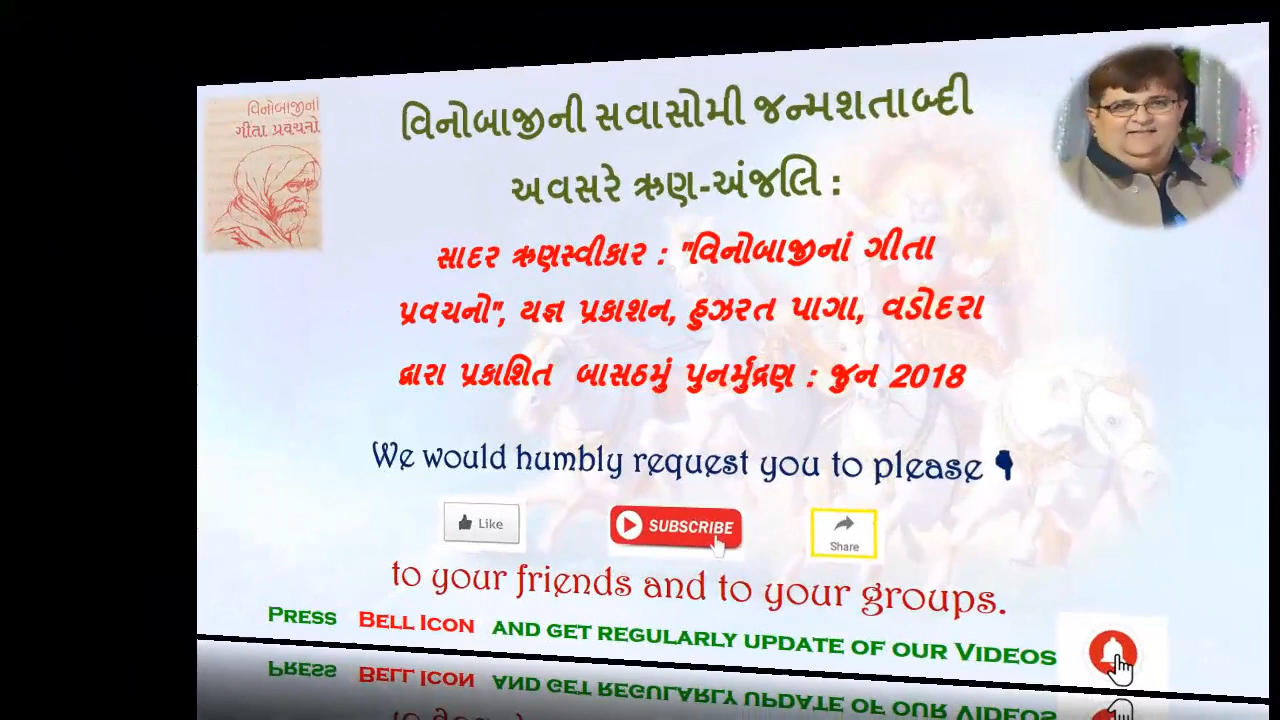 વિનોબાજીનાં
ગીતા પ્રવચનો
વિનોબાજીની સવાસોમી જન્મશતાબ્દી
અવસરે ઋણ-અંજલિ :
સાદર ઋણસ્વીકાર : "વિનોબાજીનાં ગીતા
પ્રવચનો", યજ્ઞ પ્રકાશન, હુઝરત પાગા, વડોદરા
દ્વારા પ્રકાશિત બાસઠમું પુનર્મુદ્રણ : જુન 2018
We would humbly request you to please
Like
SUBSCRIBE
Share
to your friends and to your groups.
PRESS BELL ICON AND GET REGULARLY UPDATE OF OUR VIDEOS